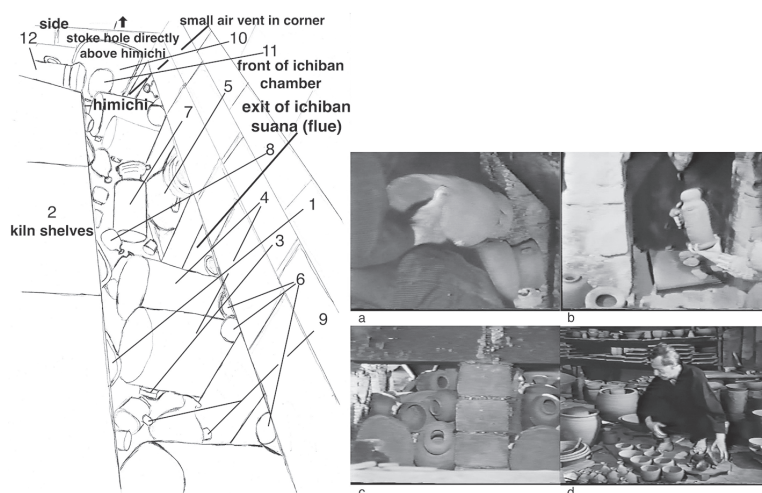 side
small air vent in corner
stoke hole directly
above himichi
12
10
11
front of ichiban
chamber
himichi
5
exit of ichiban
suana (flue)
7
8
2
kiln shelves
4
1
3
6
9
a
b
c
d